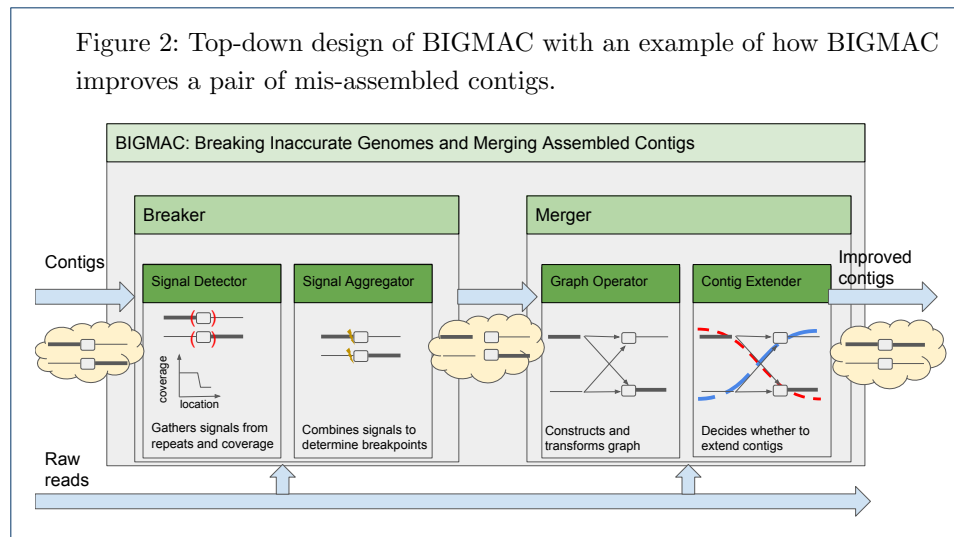 Figure 2: Top-down design of BIGMAC with an example of how BIGMAC
improves a pair of mis-assembled contigs.
BIGMAC: Breaking Inaccurate Genomes and Merging Assembled Contigs
Breaker
Merger
Contigs
Improved
contigs
Signal Detector
Signal Aggregator
Graph Operator
Contig Extender
coverage
location
Gathers signals from
repeats and coverage
Combines signals to
determine breakpoints
Constructs and
transforms graph
Decides whether to
extend contigs
Raw
reads